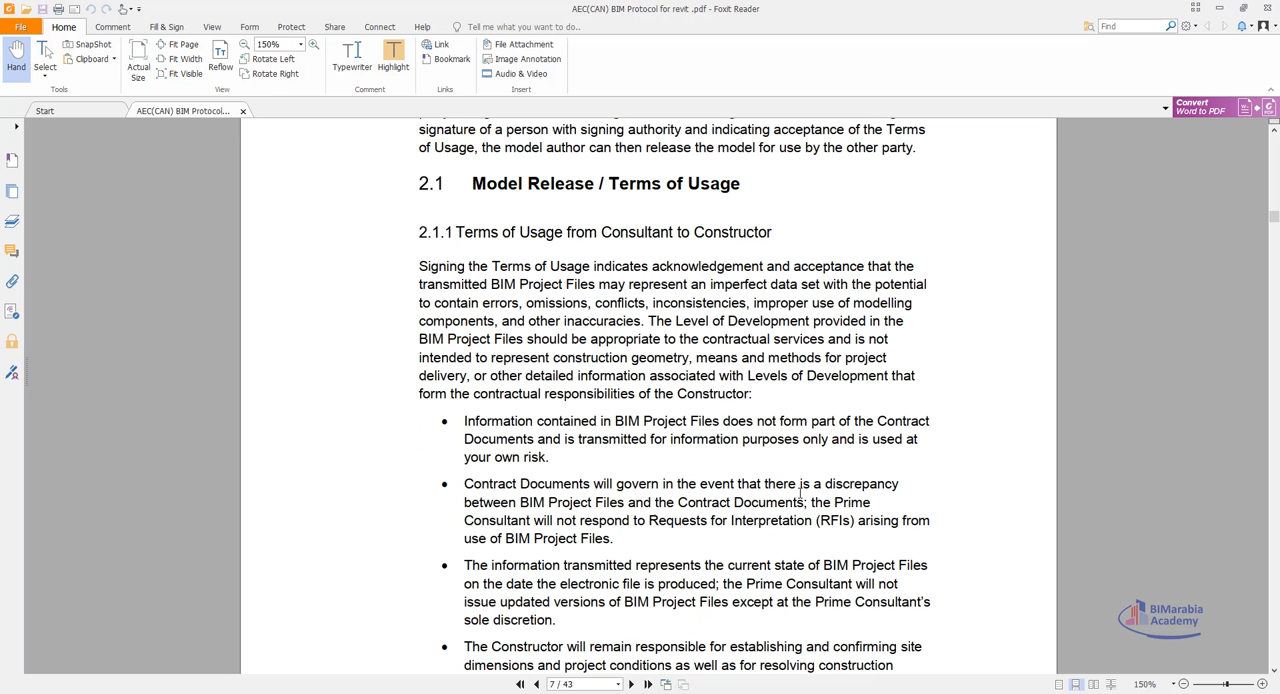 AEC(CAN) BIM Protocol for revit .pdf - Foxit Reader
File Home Comment Fill & Sign View Form Protect Share Connect Help Tell me what you want to do.. Find
Hand Select SnapShot Clipboard Actual Size Fit Page Fit Width Fit Visible Reflow 150% Rotate Left Rotate Right Typewriter Highlight Link Bookmark File Attachment Image Annotation Audio & Video
Tools View Comment Links Insert
Start AEC(CAN) BIM Protocol... Convert Word to PDF
signature of a person with signing authority and indicating acceptance of the Terms
of Usage, the model author can then release the model for use by the other party.
2.1 Model Release / Terms of Usage
2.1.1 Terms of Usage from Consultant to Constructor
Signing the Terms of Usage indicates acknowledgement and acceptance that the
transmitted BIM Project Files may represent an imperfect data set with the potential
to contain errors, omissions, conflicts, inconsistencies, improper use of modelling
components, and other inaccuracies. The Level of Development provided in the
BIM Project Files should be appropriate to the contractual services and is not
intended to represent construction geometry, means and methods for project
delivery, or other detailed information associated with Levels of Development that
form the contractual responsibilities of the Constructor:
• Information contained in BIM Project Files does not form part of the Contract
Documents and is transmitted for information purposes only and is used at
your own risk.
• Contract Documents will govern in the event that there is a discrepancy
between BIM Project Files and the Contract Documents; the Prime
Consultant will not respond to Requests for Interpretation (RFIs) arising from
use of BIM Project Files.
• The information transmitted represents the current state of BIM Project Files
on the date the electronic file is produced; the Prime Consultant will not
issue updated versions of BIM Project Files except at the Prime Consultant's
sole discretion.
• The Constructor will remain responsible for establishing and confirming site
dimensions and project conditions as well as for resolving construction
BIMarabia
Academy
7 / 43 150%